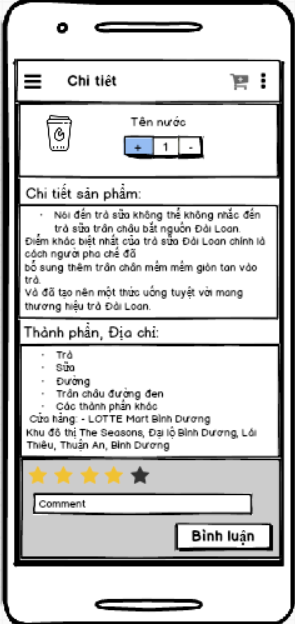 Chi tiết
Tên nước
+ 1 -
Chi tiết sản phẩm:
· Nói đến trà sữa không thể không nhắc đến
trà sữa trân châu bắt nguồn Đài Loan.
Điểm khác biệt nhất của trà sữa Đài Loan chính là
cách người pha chế đã
bổ sung thêm trân chân mềm mềm giòn tan vào
trà.
Và đã tạo nên một thức uống tuyệt vời mang
thương hiệu trà Đài Loan.
Thành phần, Địa chỉ:
· Trà
· Sữa
· Đường
· Trân châu đường đen
· Các thành phần khác
Cửa hàng: - LOTTE Mart Bình Dương
Khu đô thị The Seasons, Đại lộ Bình Dương, Lái
Thiêu, Thuận An, Bình Dương
Comment
Bình luận